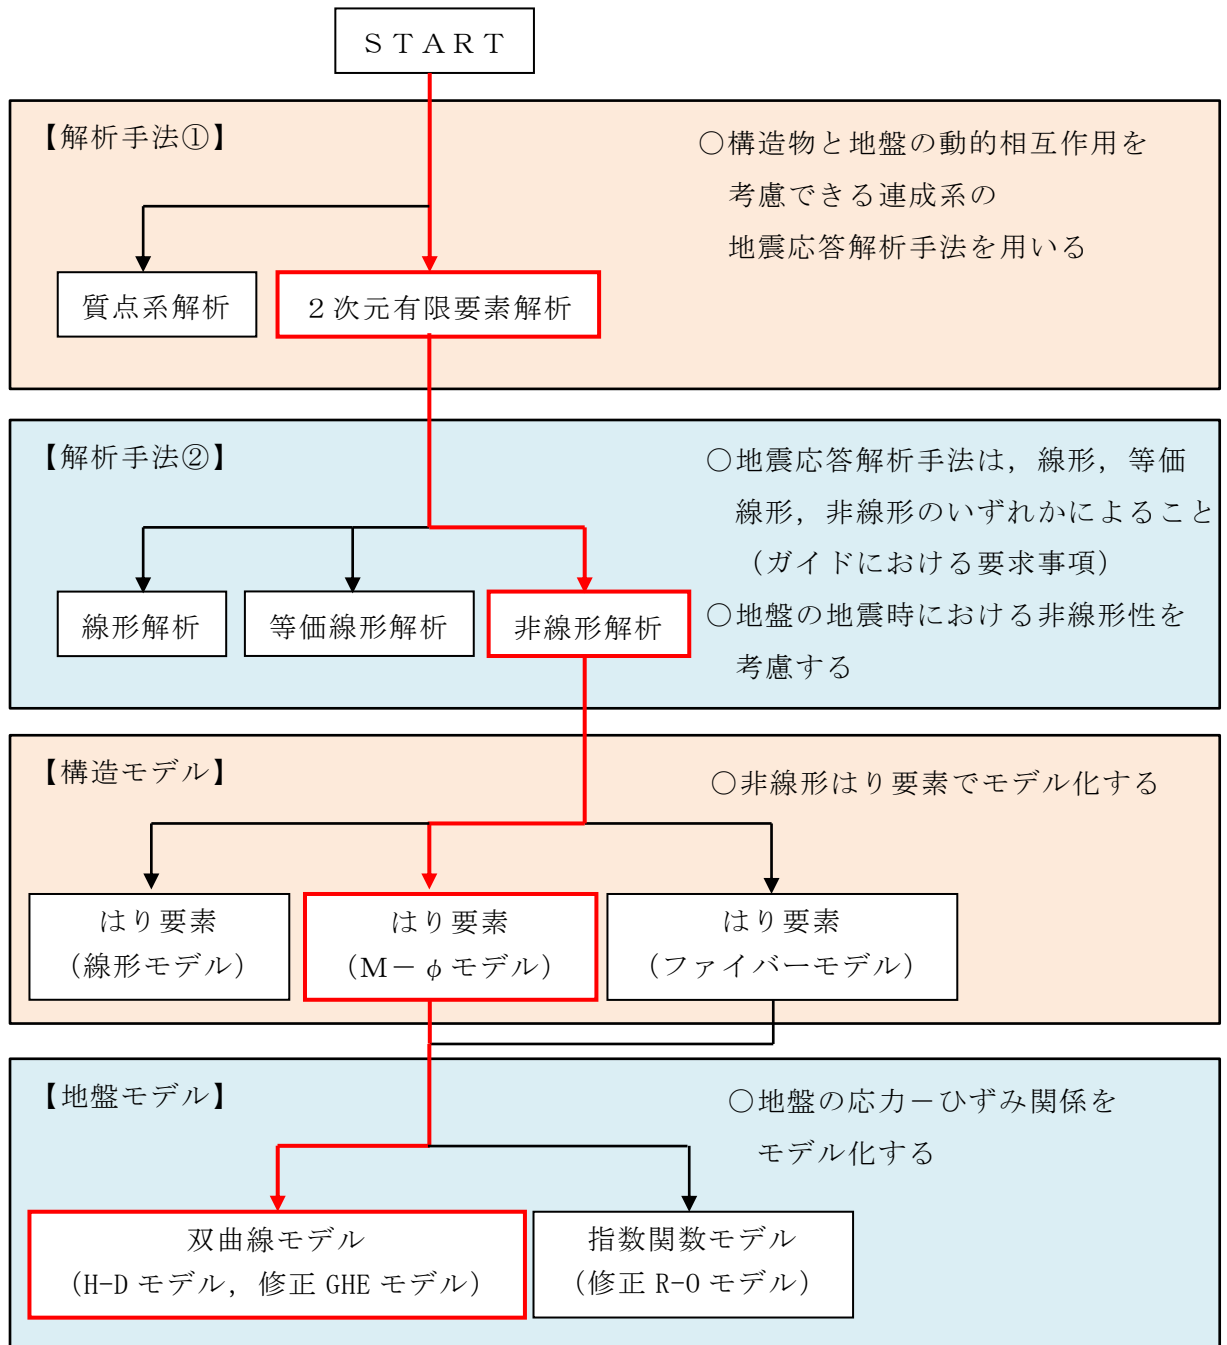 ＳＴＡＲＴ
【解析手法①】
○構造物と地盤の動的相互作用を
考慮できる連成系の
地震応答解析手法を用いる
質点系解析
２次元有限要素解析
【解析手法②】
○地震応答解析手法は，線形，等価
線形，非線形のいずれかによること
（ガイドにおける要求事項）
○地盤の地震時における非線形性を
考慮する
線形解析
等価線形解析
非線形解析
【構造モデル】
○非線形はり要素でモデル化する
はり要素
（線形モデル）
はり要素
（Ｍ－φモデル）
はり要素
（ファイバーモデル）
【地盤モデル】
○地盤の応力－ひずみ関係を
モデル化する
双曲線モデル
（H-D モデル，修正 GHE モデル）
指数関数モデル
（修正 R-O モデル）